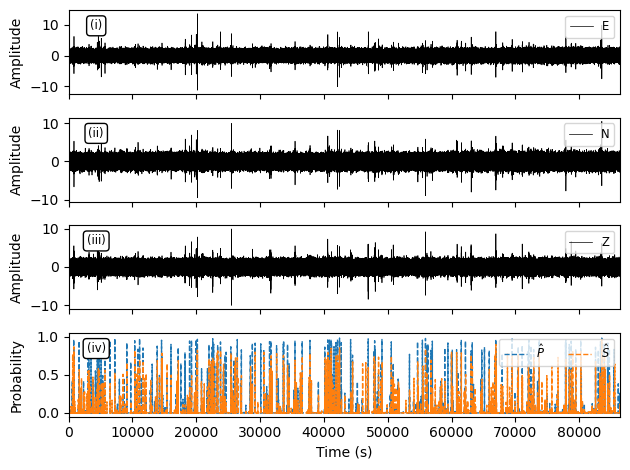 Amplitude
10
0
−10
(i)
E
Amplitude
10
0
−10
(ii)
N
Amplitude
10
0
−10
(iii)
Z
Probability
1.0
0.5
0.0
(iv)
P̂
Ŝ
0 10000 20000 30000 40000 50000 60000 70000 80000
Time (s)